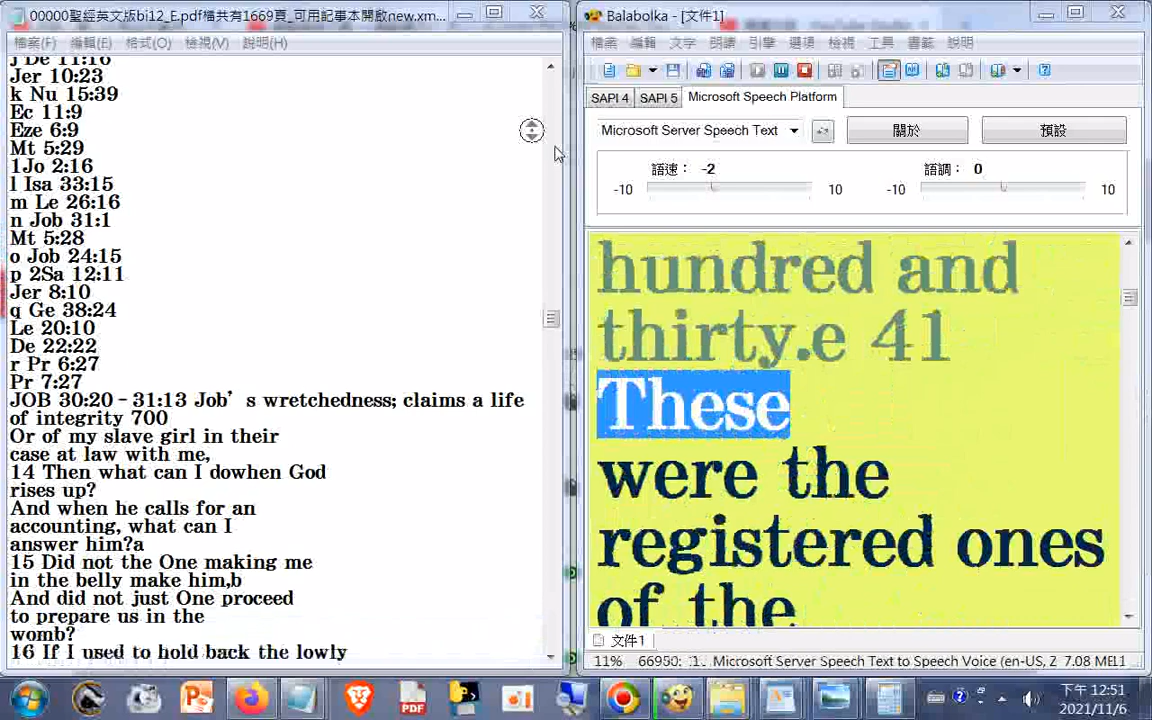 00000聖經英文版bi12_E.pdf檔共有1669頁_可用記事本開啟new.xm...
檔案(F) 編輯(E) 格式(O) 檢視(V) 說明(H)
j De 11:16
Jer 10:23
k Nu 15:39
Ec 11:9
Eze 6:9
Mt 5:29
1Jo 2:16
l Isa 33:15
m Le 26:16
n Job 31:1
Mt 5:28
o Job 24:15
p 2Sa 12:11
Jer 8:10
q Ge 38:24
Le 20:10
De 22:22
r Pr 6:27
Pr 7:27
JOB 30:20–31:13 Job’s wretchedness; claims a life
of integrity 700
Or of my slave girl in their
case at law with me,
14 Then what can I dowhen God
rises up?
And when he calls for an
accounting, what can I
answer him?a
15 Did not the One making me
in the belly make him,b
And did not just One proceed
to prepare us in the
womb?
16 If I used to hold back the lowly
Balabolka - [文件1]
檔案 編輯 文字 朗讀 引擎 選項 檢視 工具 書籤 說明
SAPI 4 SAPI 5 Microsoft Speech Platform
Microsoft Server Speech Text 關於 預設
語速： -2 語調： 0
-10 10 -10 10
hundred and
thirty.e 41
These
were the
registered ones
of the
文件1
11% 66950: :1. Microsoft Server Speech Text to Speech Voice (en-US, Z 7.08 ME11
PDF
下午 12:51
2021/11/6